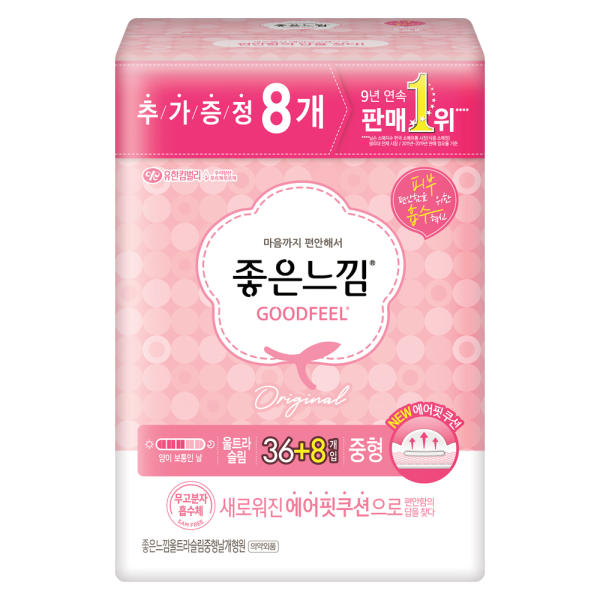 추/가/증/정 8개
9년 연속
판매 1위****
유한킴벌리
피부
편안함을 위한
흡수혁신
마음까지 편안해서
좋은느낌®
GOODFEEL®
Original
NEW 에어핏쿠션
양이 보통인 날
울트라
슬림
36+8개입
중형
무고분자
흡수체
SAM FREE
새로워진 에어핏쿠션으로 편안함의
답을 찾다
좋은느낌울트라슬림중형날개형원 의약외품